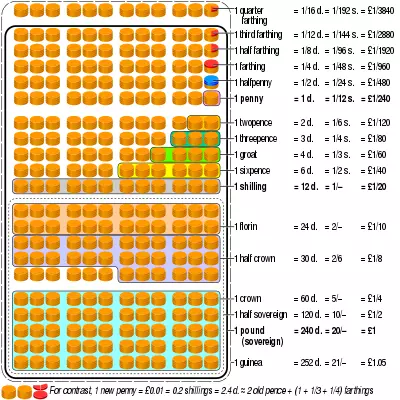 1 quarter = 1/16 d. = 1/192 s. = £1/3840
farthing
1 third farthing = 1/12 d. = 1/144 s. = £1/2880
1 half farthing = 1/8 d. = 1/96 s. = £1/1920
1 farthing = 1/4 d. = 1/48 s. = £1/960
1 halfpenny = 1/2 d. = 1/24 s. = £1/480
1 penny = 1 d. = 1/12 s. = £1/240
1 twopence = 2 d. = 1/6 s. = £1/120
1 threepence = 3 d. = 1/4 s. = £1/80
1 groat = 4 d. = 1/3 s. = £1/60
1 sixpence = 6 d. = 1/2 s. = £1/40
1 shilling = 12 d. = 1/– = £1/20
1 florin = 24 d. = 2/– = £1/10
1 half crown = 30 d. = 2/6 = £1/8
1 crown = 60 d. = 5/– = £1/4
1 half sovereign = 120 d. = 10/– = £1/2
1 pound = 240 d. = 20/– = £1
(sovereign)
1 guinea = 252 d. = 21/– = £1.05
For contrast, 1 new penny = £0.01 = 0.2 shillings = 2.4 d. ≈ 2 old pence + (1 + 1/3 + 1/4) farthings